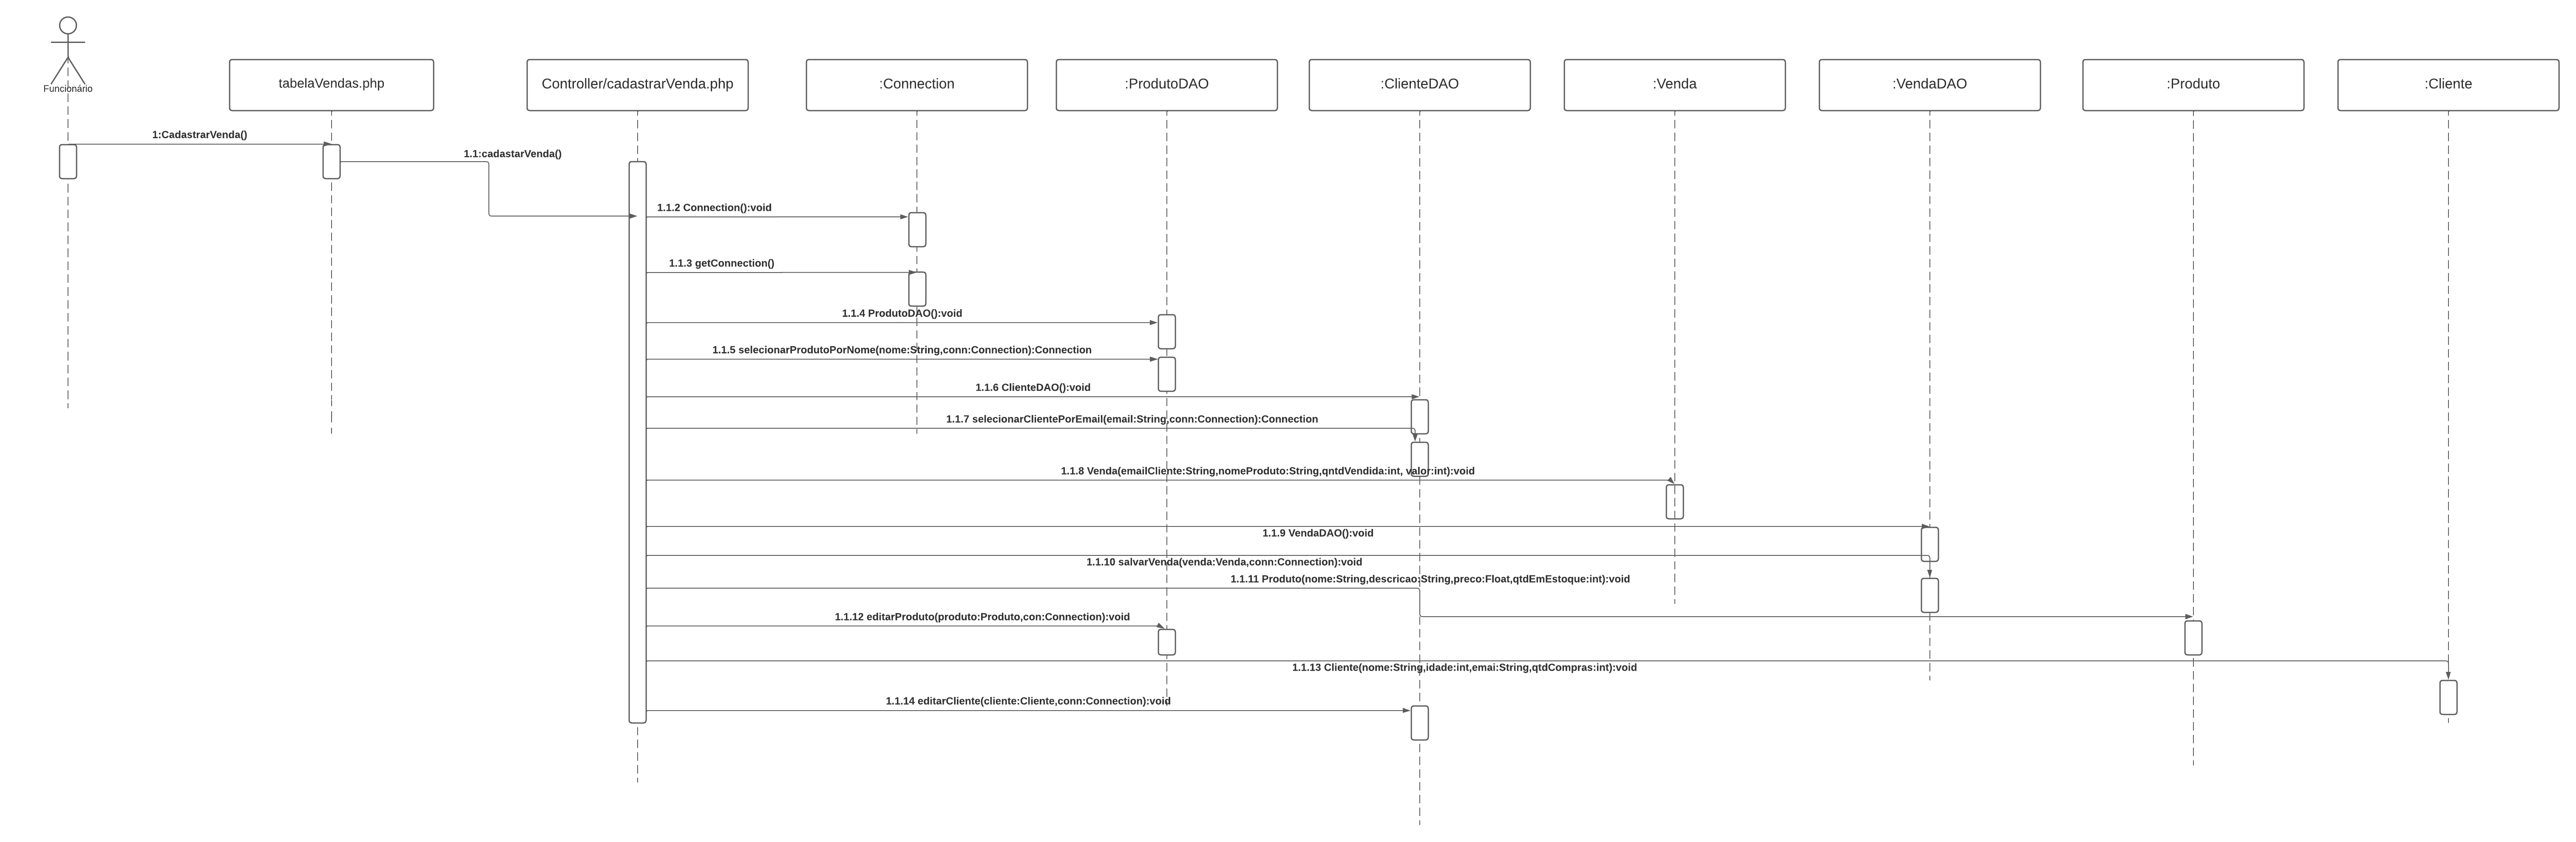 Funcionário
tabelaVendas.php
Controller/cadastrarVenda.php
:Connection
:ProdutoDAO
:ClienteDAO
:Venda
:VendaDAO
:Produto
:Cliente
1:CadastrarVenda()
1.1:cadastarVenda()
1.1.2 Connection():void
1.1.3 getConnection()
1.1.4 ProdutoDAO():void
1.1.5 selecionarProdutoPorNome(nome:String,conn:Connection):Connection
1.1.6 ClienteDAO():void
1.1.7 selecionarClientePorEmail(email:String,conn:Connection):Connection
1.1.8 Venda(emailCliente:String,nomeProduto:String,qntdVendida:int, valor:int):void
1.1.9 VendaDAO():void
1.1.10 salvarVenda(venda:Venda,conn:Connection):void
1.1.11 Produto(nome:String,descricao:String,preco:Float,qtdEmEstoque:int):void
1.1.12 editarProduto(produto:Produto,con:Connection):void
1.1.13 Cliente(nome:String,idade:int,emai:String,qtdCompras:int):void
1.1.14 editarCliente(cliente:Cliente,conn:Connection):void